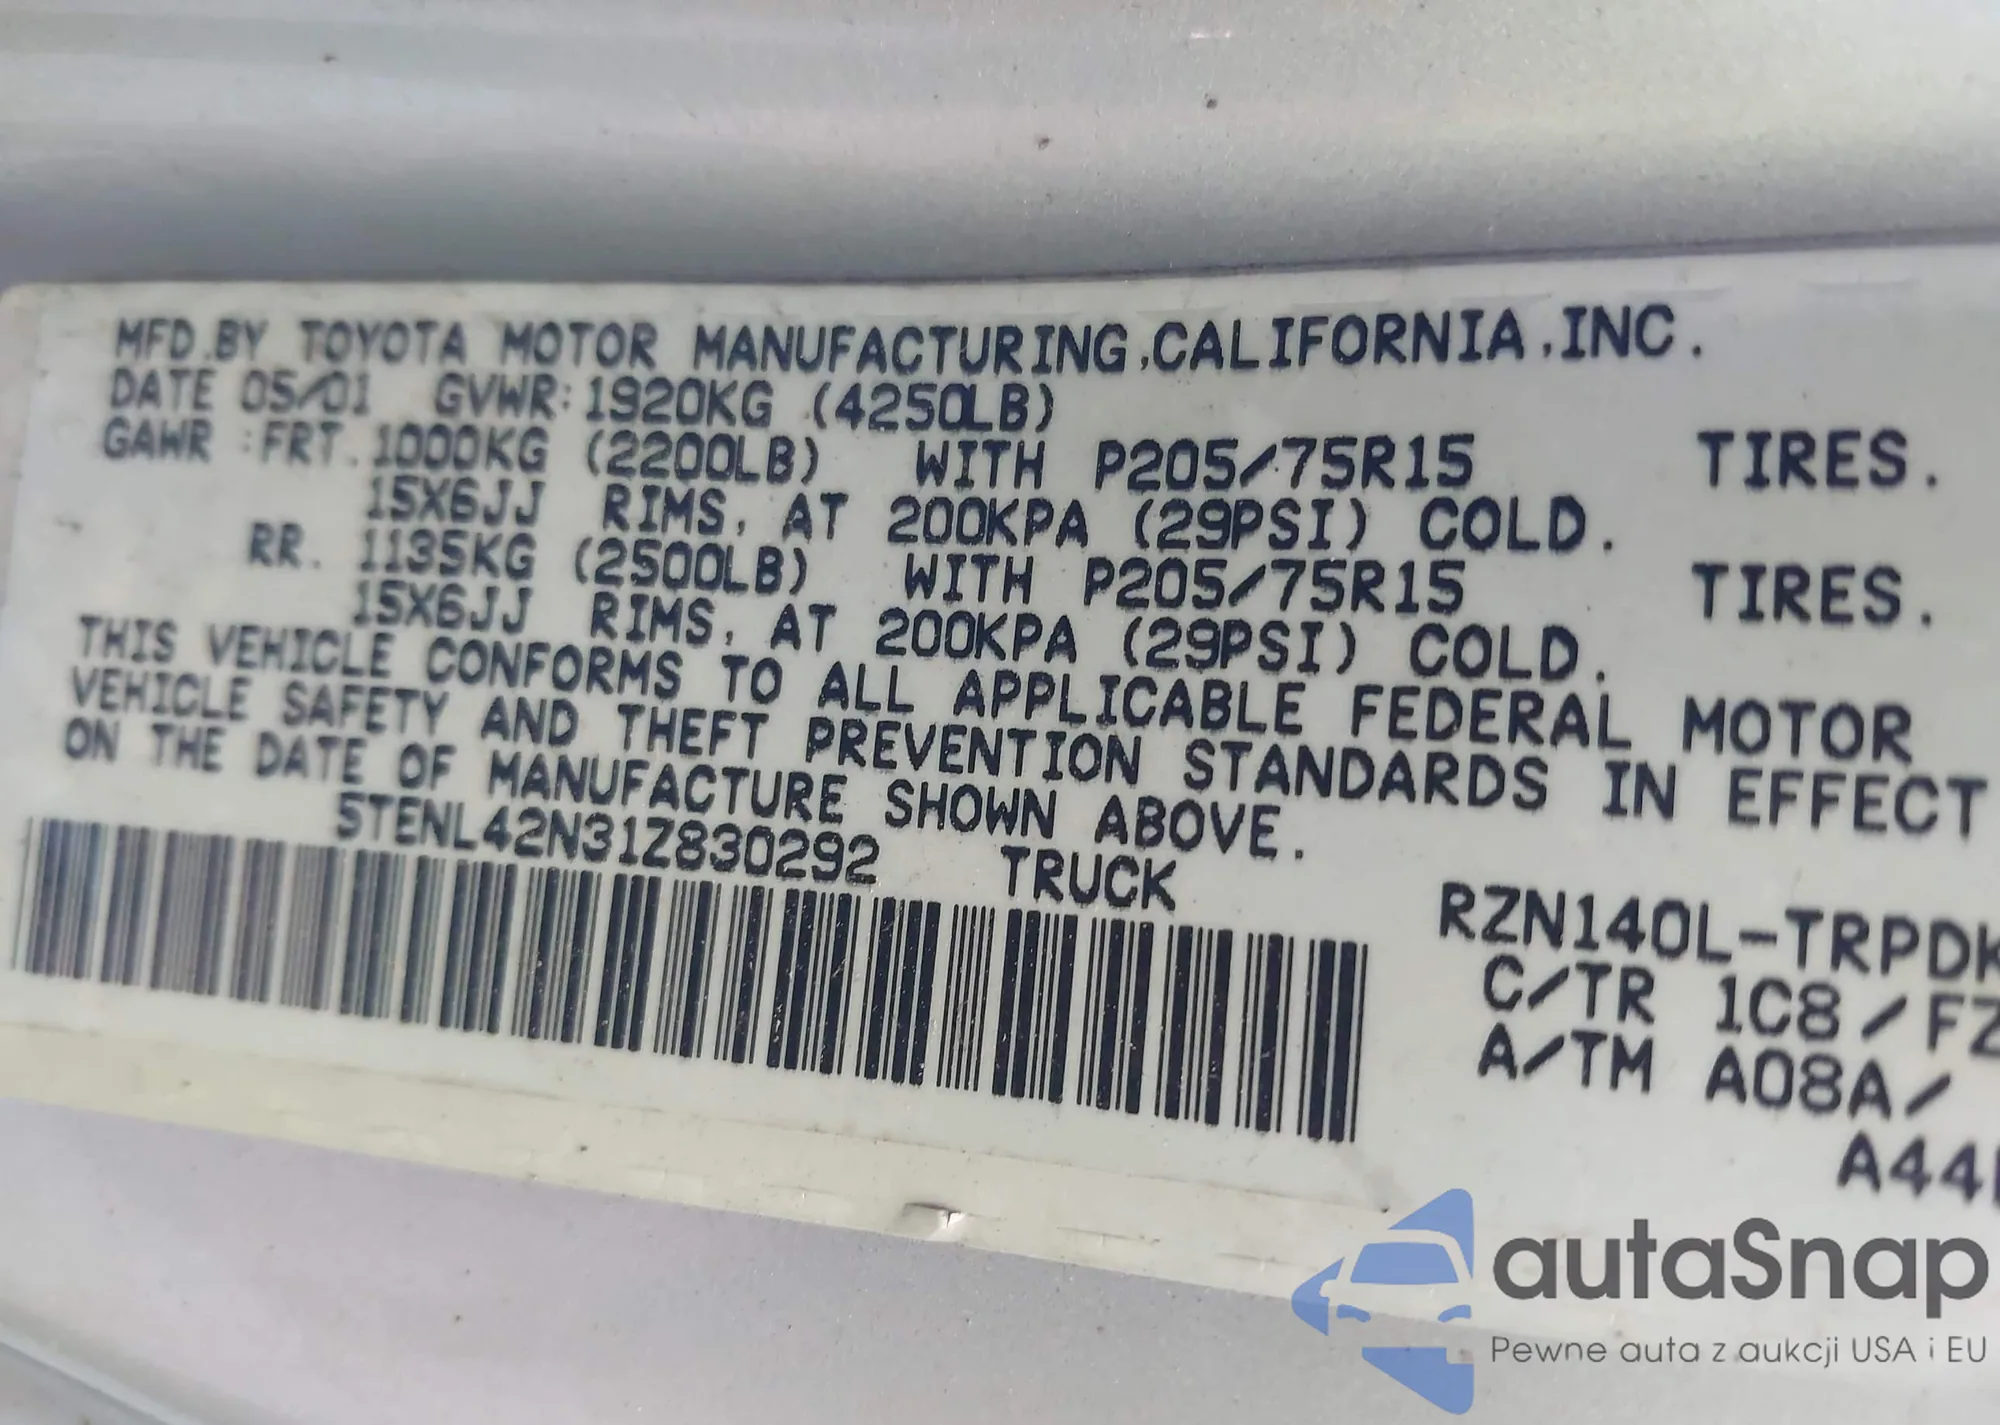 MFD.BY TOYOTA MOTOR MANUFACTURING,CALIFORNIA,INC.
DATE 05/01 GVWR:1920KG (4250LB)
GAWR :FRT. 1000KG (2200LB) WITH P205/75R15 TIRES.
15X6JJ RIMS, AT 200KPA (29PSI) COLD.
RR. 1135KG (2500LB) WITH P205/75R15 TIRES.
15X6JJ RIMS, AT 200KPA (29PSI) COLD.
THIS VEHICLE CONFORMS TO ALL APPLICABLE FEDERAL MOTOR
VEHICLE SAFETY AND THEFT PREVENTION STANDARDS IN EFFECT
ON THE DATE OF MANUFACTURE SHOWN ABOVE.
5TENL42N31Z830292 TRUCK
RZN140L-TRPDK
C/TR 1C8/FZ
A/TM A08A/
A44
autaSnap
Pewne auta z aukcji USA i EU